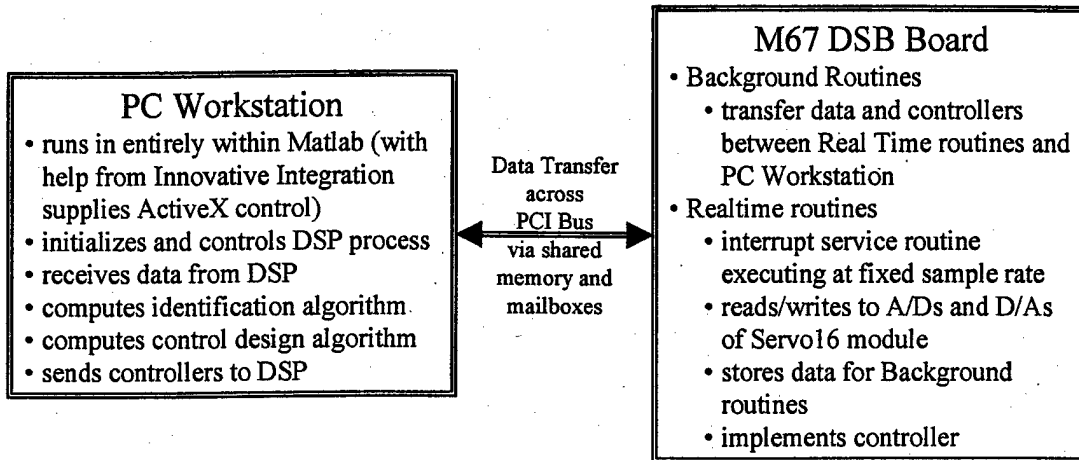 PC Workstation
• runs in entirely within Matlab (with
help from Innovative Integration
supplies ActiveX control)
• initializes and controls DSP process
• receives data from DSP
• computes identification algorithm
• computes control design algorithm
• sends controllers to DSP
Data Transfer
across
PCI Bus
via shared
memory and
mailboxes
M67 DSB Board
• Background Routines
• transfer data and controllers
between Real Time routines and
PC Workstation
• Realtime routines
• interrupt service routine
executing at fixed sample rate
• reads/writes to A/Ds and D/As
of Servo16 module
• stores data for Background
routines
• implements controller